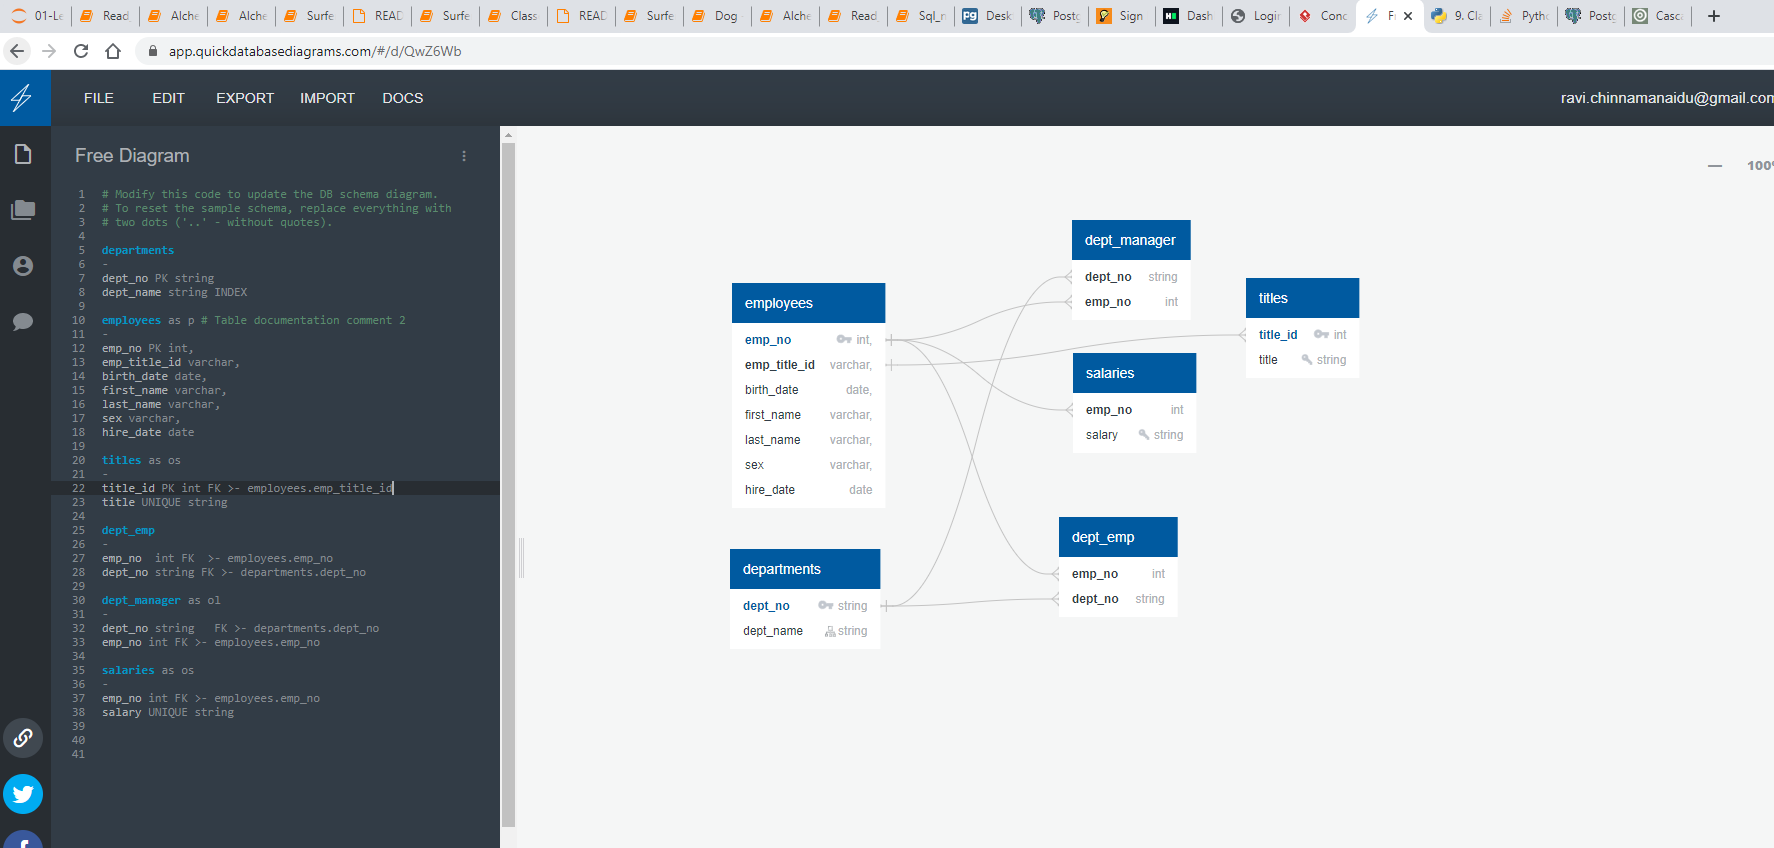 01-Le
Read_
Alche
Alche
Surfe
READ
Surfe
Class
READ
Surfe
Dog
Alche
Read_
Sql_n
Desk
Postg
Sign
Dash
Login
Conc
F
9. Cla
Pytho
Postg
Casca
app.quickdatabasediagrams.com/#/d/QwZ6Wb
FILE EDIT EXPORT IMPORT DOCS
ravi.chinnamanaidu@gmail.com
Free Diagram
100%
1 # Modify this code to update the DB schema diagram.
2 # To reset the sample schema, replace everything with
3 # two dots ('..' - without quotes).
4
5 departments
6 -
7 dept_no PK string
8 dept_name string INDEX
9
10 employees as p # Table documentation comment 2
11 -
12 emp_no PK int,
13 emp_title_id varchar,
14 birth_date date,
15 first_name varchar,
16 last_name varchar,
17 sex varchar,
18 hire_date date
19
20 titles as os
21 -
22 title_id PK int FK >- employees.emp_title_id
23 title UNIQUE string
24
25 dept_emp
26 -
27 emp_no  int FK  >- employees.emp_no
28 dept_no string FK >- departments.dept_no
29
30 dept_manager as ol
31 -
32 dept_no string   FK >- departments.dept_no
33 emp_no int FK >- employees.emp_no
34
35 salaries as os
36 -
37 emp_no int FK >- employees.emp_no
38 salary UNIQUE string
39
40
41
employees
emp_no int,
emp_title_id varchar,
birth_date date,
first_name varchar,
last_name varchar,
sex varchar,
hire_date date
departments
dept_no string
dept_name string
dept_manager
dept_no string
emp_no int
salaries
emp_no int
salary string
dept_emp
emp_no int
dept_no string
titles
title_id int
title string